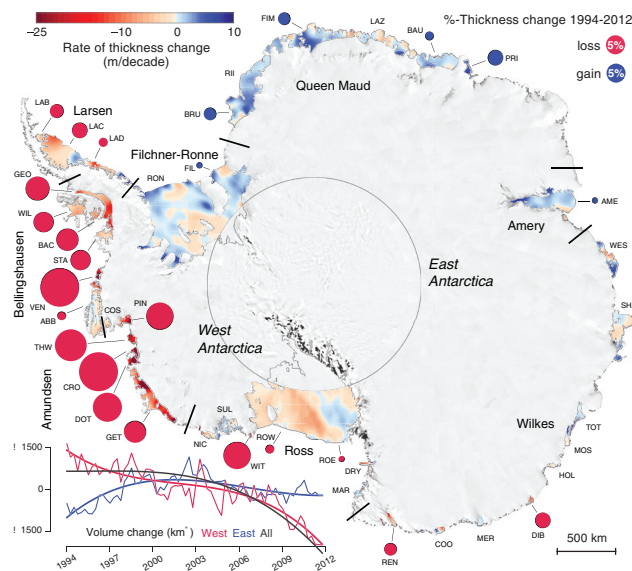 −25 0 10
Rate of thickness change
(m/decade)
%-Thickness change 1994-2012
loss 5%
gain 5%
FIM
LAZ
BAU
PRI
RII
Queen Maud
BRU
LAB
Larsen
LAC
LAD
Filchner-Ronne
FIL
RON
GEO
WIL
BAC
STA
Bellingshausen
VEN
ABB
COS
PIN
AME
Amery
WES
SH
East
Antarctica
West
Antarctica
THW
CRO
DOT
GET
Amundsen
SUL
NIC
WIT
ROW
Ross
ROE
DRY
MAR
Wilkes
TOT
MOS
HOL
DIB
MER
COO
REN
500 km
! 1500
0
! 1500
Volume change (km
West East All
1994 1997 2000 2003 2006 2009 2012